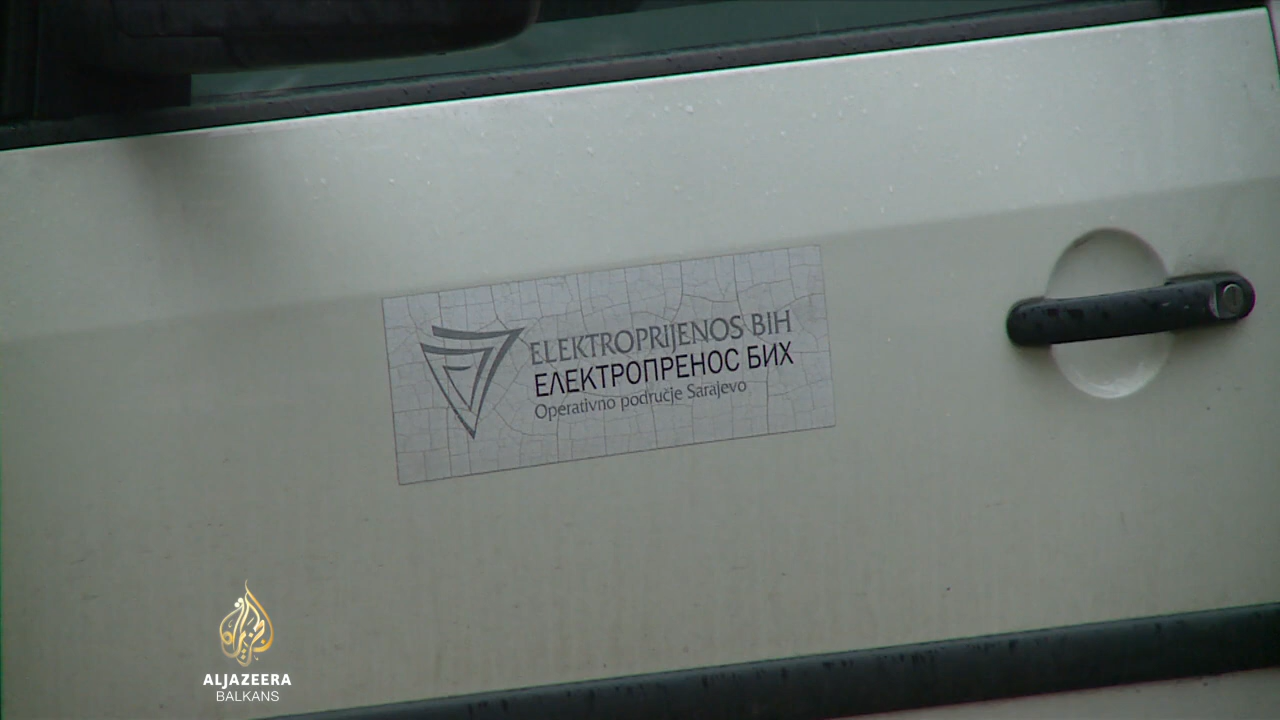 ELEKTROPRIJENOS BIH
ЕЛЕКТРОПРЕНОС БИХ
Operativno područje Sarajevo
ALJAZEERA
BALKANS